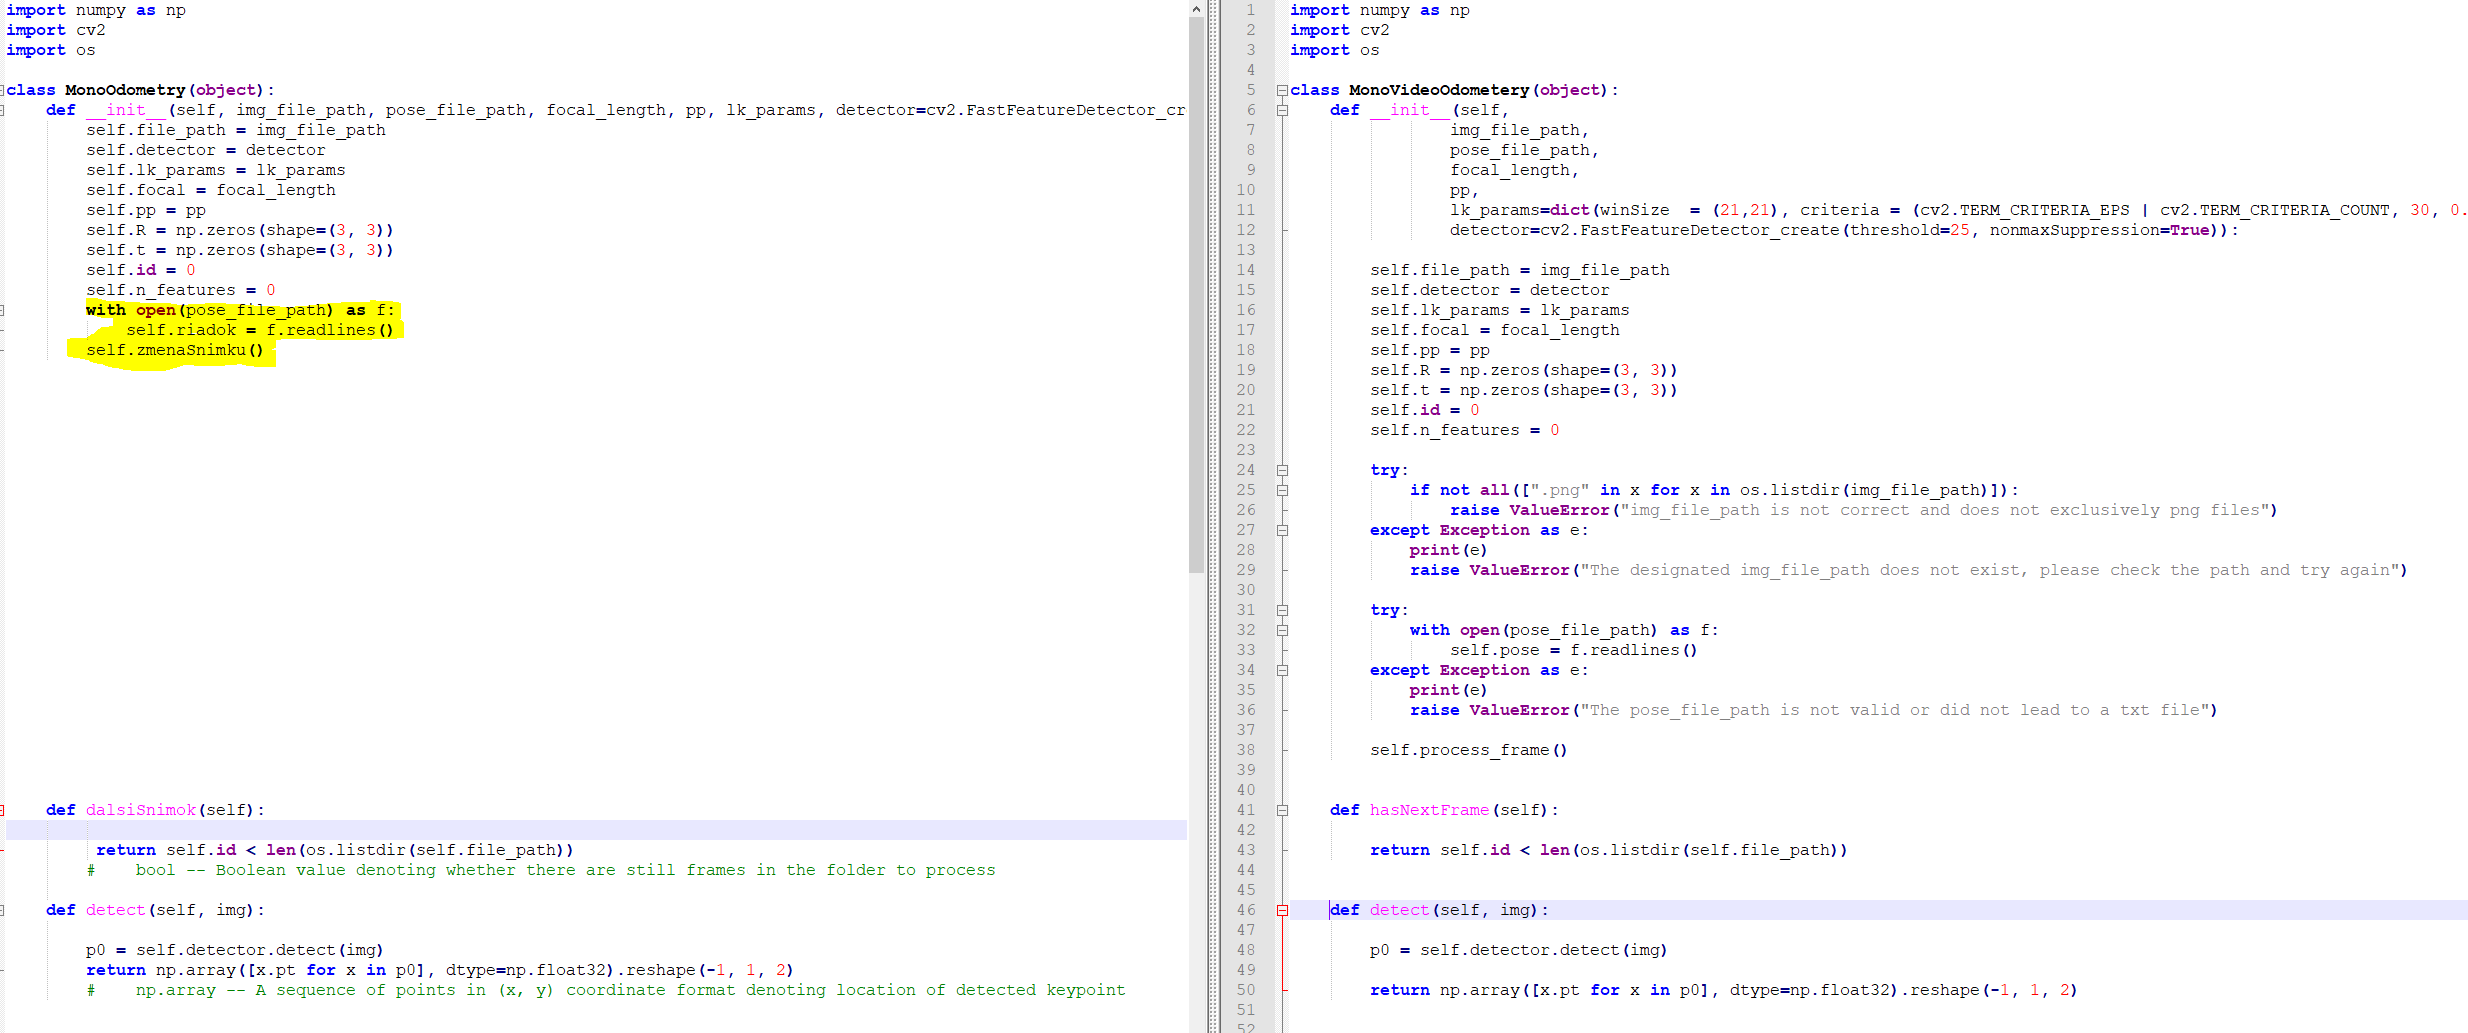 import numpy as np
import cv2
import os
class MonoOdometry(object):
    def __init__(self, img_file_path, pose_file_path, focal_length, pp, lk_params, detector=cv2.FastFeatureDetector_cr
        self.file_path = img_file_path
        self.detector = detector
        self.lk_params = lk_params
        self.focal = focal_length
        self.pp = pp
        self.R = np.zeros(shape=(3, 3))
        self.t = np.zeros(shape=(3, 3))
        self.id = 0
        self.n_features = 0
        with open(pose_file_path) as f:
            self.riadok = f.readlines()
        self.zmenaSnimku()
    def dalsiSnimok(self):
         return self.id < len(os.listdir(self.file_path))
        #    bool -- Boolean value denoting whether there are still frames in the folder to process
    def detect(self, img):
        p0 = self.detector.detect(img)
        return np.array([x.pt for x in p0], dtype=np.float32).reshape(-1, 1, 2)
        #    np.array -- A sequence of points in (x, y) coordinate format denoting location of detected keypoint
1 import numpy as np
2 import cv2
3 import os
4
5 class MonoVideoOdometery(object):
6     def __init__(self,
7                 img_file_path,
8                 pose_file_path,
9                 focal_length,
10                 pp,
11                 lk_params=dict(winSize  = (21,21), criteria = (cv2.TERM_CRITERIA_EPS | cv2.TERM_CRITERIA_COUNT, 30, 0.
12                 detector=cv2.FastFeatureDetector_create(threshold=25, nonmaxSuppression=True)):
13
14         self.file_path = img_file_path
15         self.detector = detector
16         self.lk_params = lk_params
17         self.focal = focal_length
18         self.pp = pp
19         self.R = np.zeros(shape=(3, 3))
20         self.t = np.zeros(shape=(3, 3))
21         self.id = 0
22         self.n_features = 0
23
24         try:
25             if not all([".png" in x for x in os.listdir(img_file_path)]):
26                 raise ValueError("img_file_path is not correct and does not exclusively png files")
27         except Exception as e:
28             print(e)
29             raise ValueError("The designated img_file_path does not exist, please check the path and try again")
30
31         try:
32             with open(pose_file_path) as f:
33                 self.pose = f.readlines()
34         except Exception as e:
35             print(e)
36             raise ValueError("The pose_file_path is not valid or did not lead to a txt file")
37
38         self.process_frame()
39
40
41     def hasNextFrame(self):
42
43         return self.id < len(os.listdir(self.file_path))
44
45
46     def detect(self, img):
47
48         p0 = self.detector.detect(img)
49
50         return np.array([x.pt for x in p0], dtype=np.float32).reshape(-1, 1, 2)
51
52